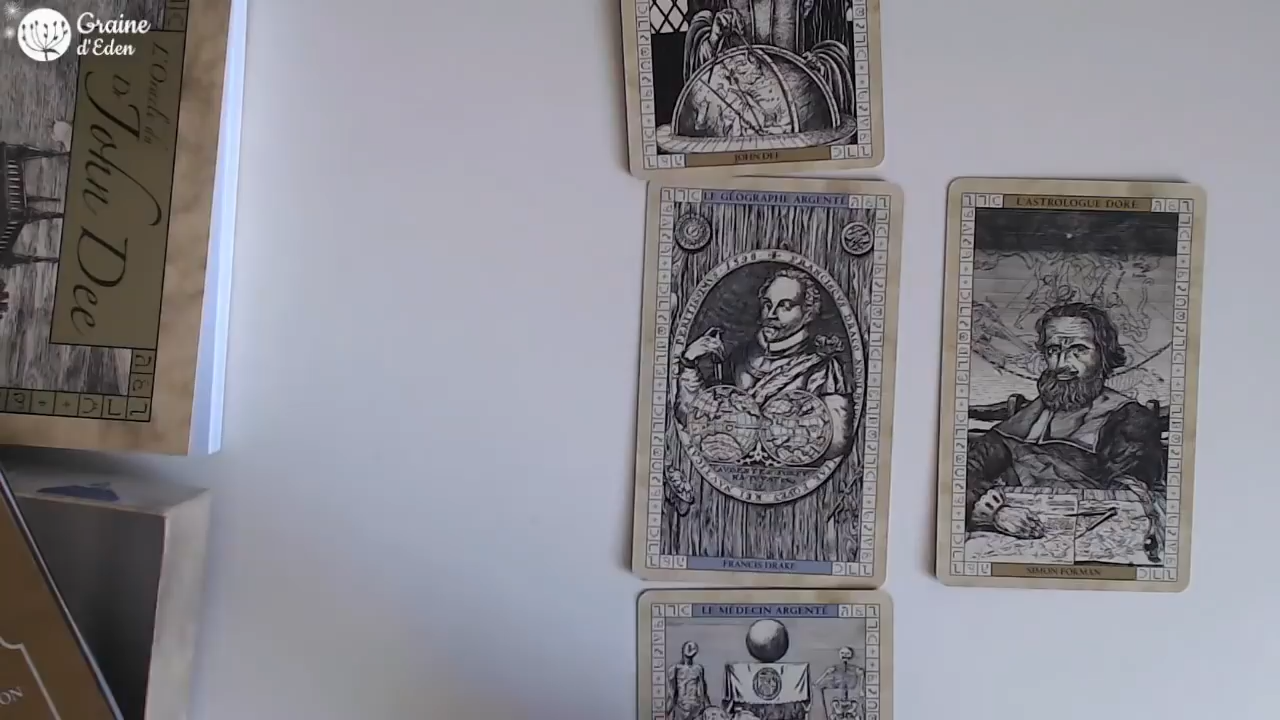 Graine
d'Eden
L'Oracle de
John Dee
JOHN DEE
LE GÉOGRAPHE ARGENTÉ
FRANCIS DRAKE
L'ASTROLOGUE DORÉ
SIMON FORMAN
LE MÉDECIN ARGENTÉ
ON